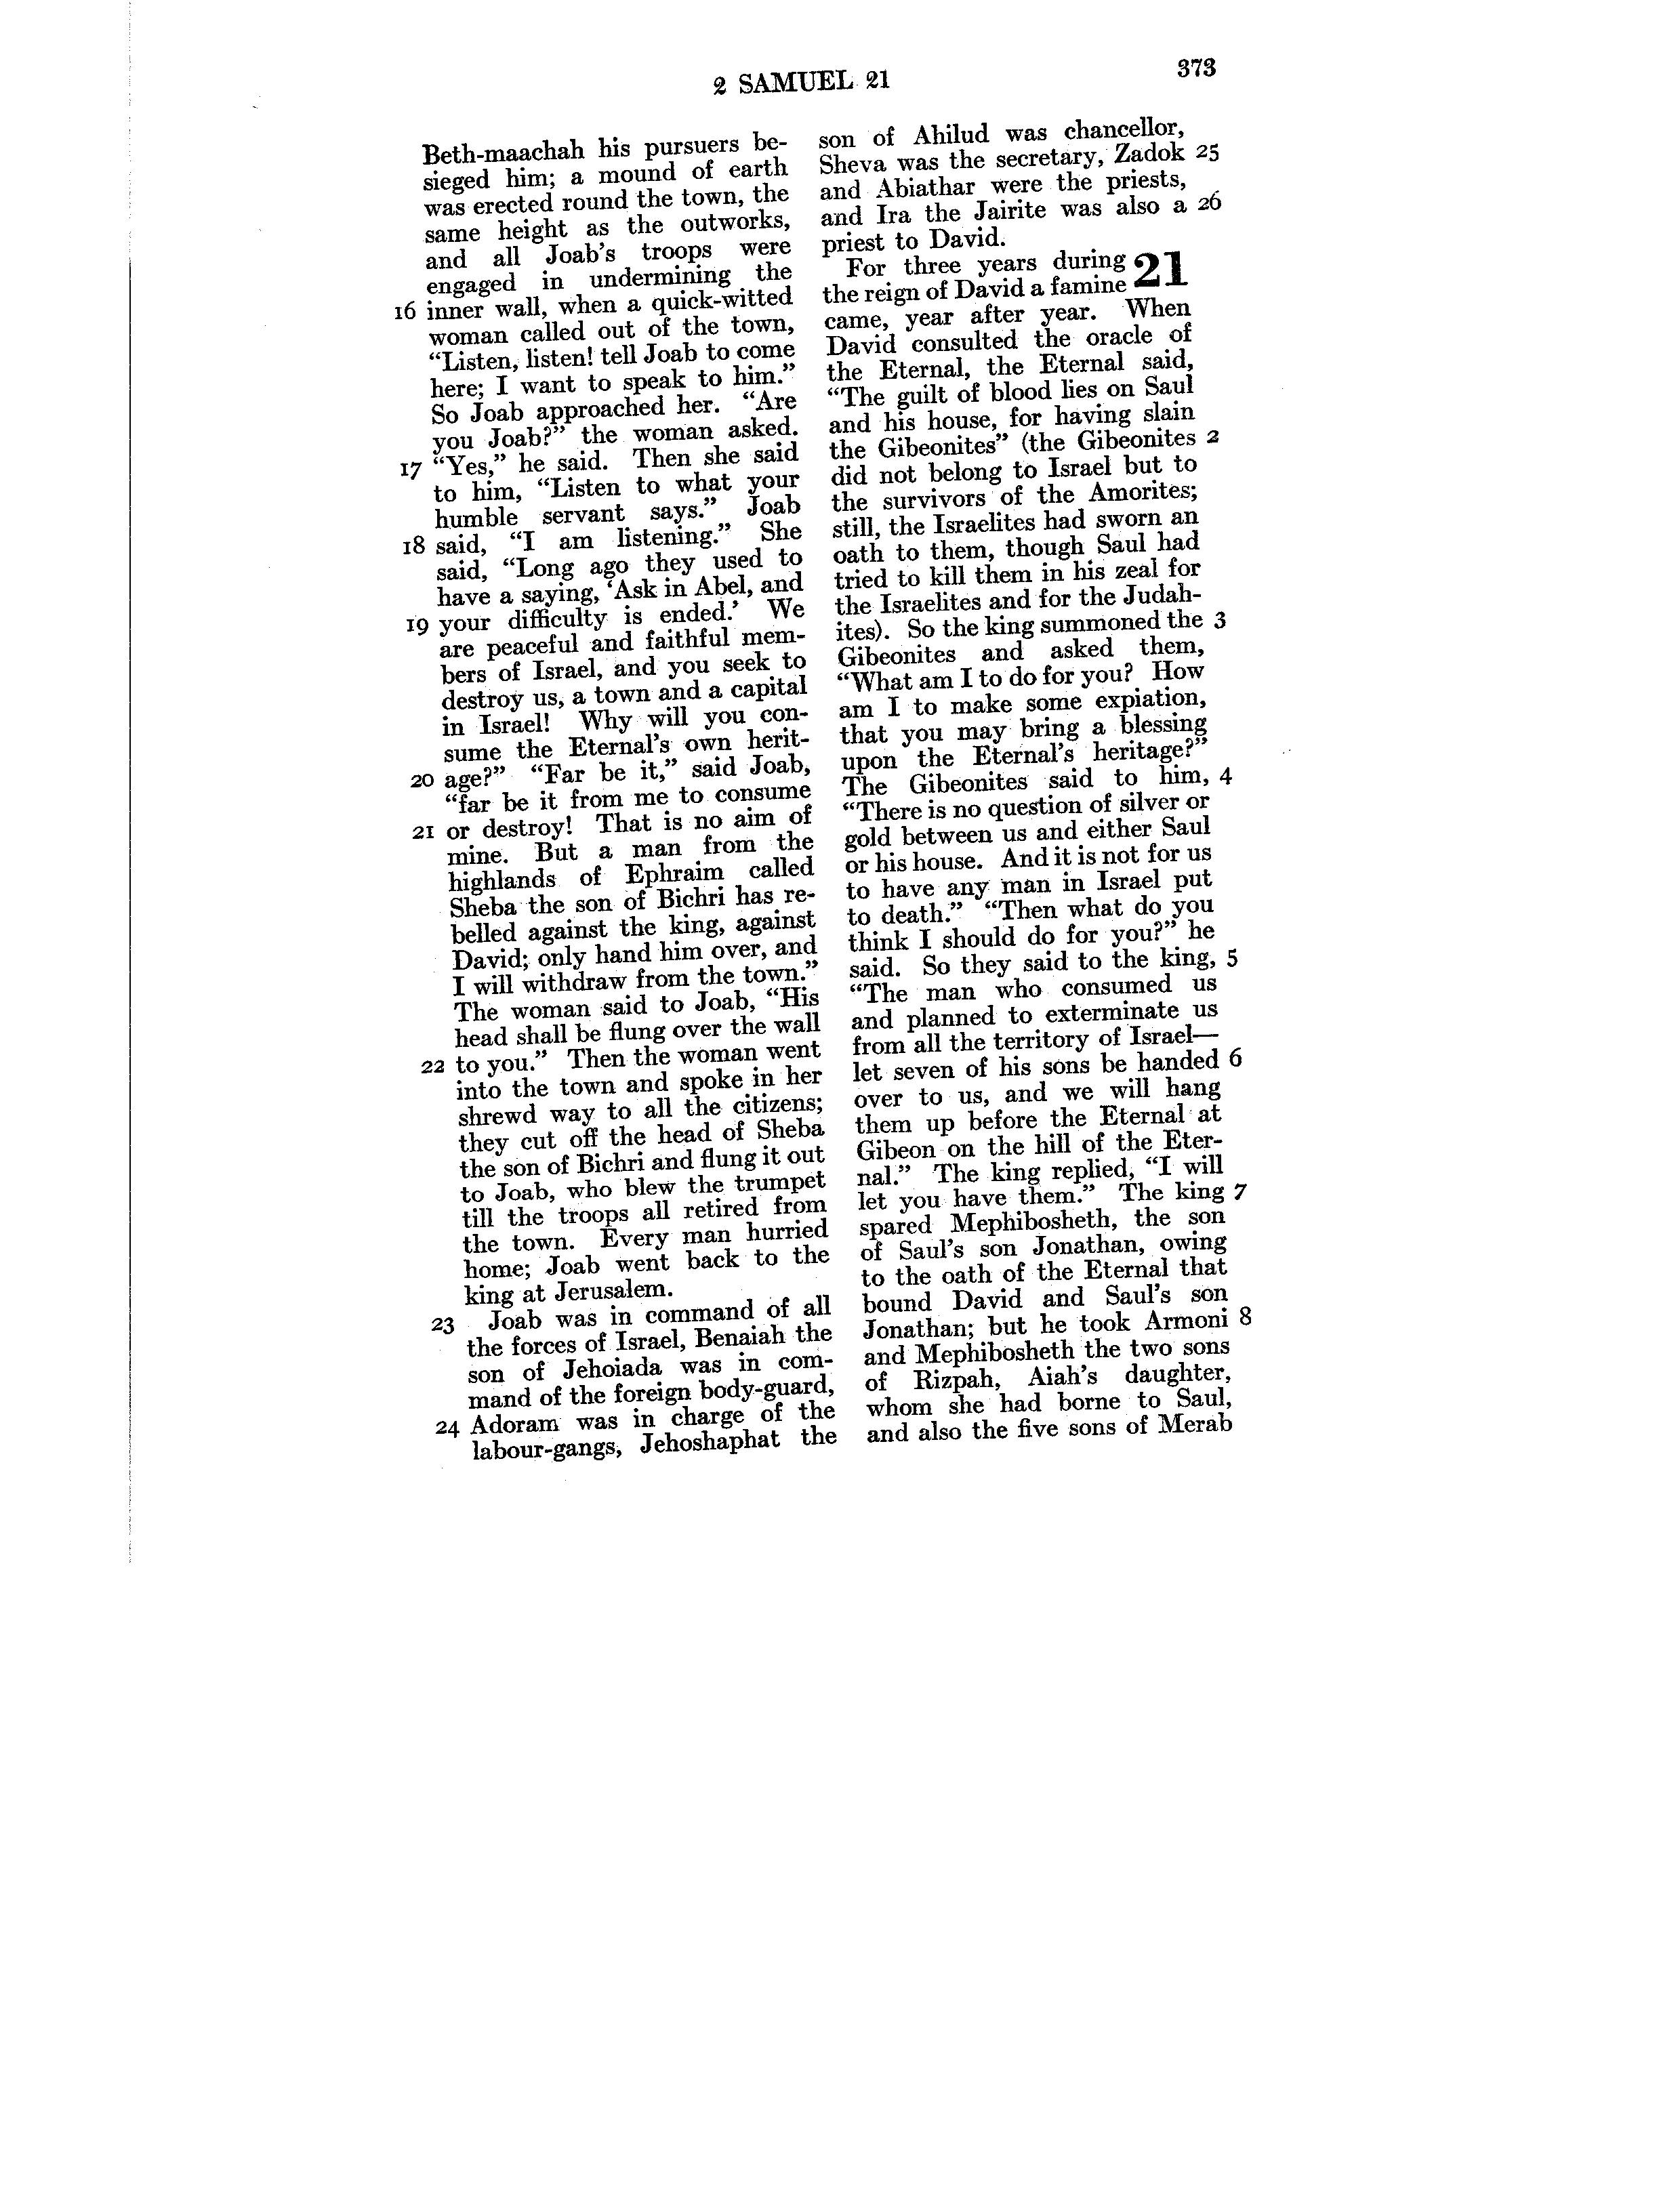 2 SAMUEL 21
373
Beth-maachah his pursuers be-
sieged him; a mound of earth
was erected round the town, the
same height as the outworks,
and all Joab's troops were
engaged in undermining the
16 inner wall, when a quick-witted
woman called out of the town,
“Listen, listen! tell Joab to come
here; I want to speak to him.”
So Joab approached her. “Are
you Joab?” the woman asked.
17 “Yes,” he said. Then she said
to him, “Listen to what your
humble servant says.” Joab
18 said, “I am listening.” She
said, “Long ago they used to
have a saying, ‘Ask in Abel, and
19 your difficulty is ended.’ We
are peaceful and faithful mem-
bers of Israel, and you seek to
destroy us, a town and a capital
in Israel! Why will you con-
sume the Eternal's own herit-
20 age?” “Far be it,” said Joab,
“far be it from me to consume
21 or destroy! That is no aim of
mine. But a man from the
highlands of Ephraim called
Sheba the son of Bichri has re-
belled against the king, against
David; only hand him over, and
I will withdraw from the town.”
The woman said to Joab, “His
head shall be flung over the wall
22 to you.” Then the woman went
into the town and spoke in her
shrewd way to all the citizens;
they cut off the head of Sheba
the son of Bichri and flung it out
to Joab, who blew the trumpet
till the troops all retired from
the town. Every man hurried
home; Joab went back to the
king at Jerusalem.
23 Joab was in command of all
the forces of Israel, Benaiah the
son of Jehoiada was in com-
mand of the foreign body-guard,
24 Adoram was in charge of the
labour-gangs, Jehoshaphat the
son of Ahilud was chancellor,
Sheva was the secretary, Zadok 25
and Abiathar were the priests,
and Ira the Jairite was also a 26
priest to David.
For three years during 21
the reign of David a famine
came, year after year. When
David consulted the oracle of
the Eternal, the Eternal said,
“The guilt of blood lies on Saul
and his house, for having slain
the Gibeonites” (the Gibeonites 2
did not belong to Israel but to
the survivors of the Amorites;
still, the Israelites had sworn an
oath to them, though Saul had
tried to kill them in his zeal for
the Israelites and for the Judah-
ites). So the king summoned the 3
Gibeonites and asked them,
“What am I to do for you? How
am I to make some expiation,
that you may bring a blessing
upon the Eternal's heritage?”
The Gibeonites said to him, 4
“There is no question of silver or
gold between us and either Saul
or his house. And it is not for us
to have any man in Israel put
to death.” “Then what do you
think I should do for you?” he
said. So they said to the king, 5
“The man who consumed us
and planned to exterminate us
from all the territory of Israel—
let seven of his sons be handed 6
over to us, and we will hang
them up before the Eternal at
Gibeon on the hill of the Eter-
nal.” The king replied, “I will
let you have them.” The king 7
spared Mephibosheth, the son
of Saul's son Jonathan, owing
to the oath of the Eternal that
bound David and Saul's son
Jonathan; but he took Armoni 8
and Mephibosheth the two sons
of Rizpah, Aiah's daughter,
whom she had borne to Saul,
and also the five sons of Merab